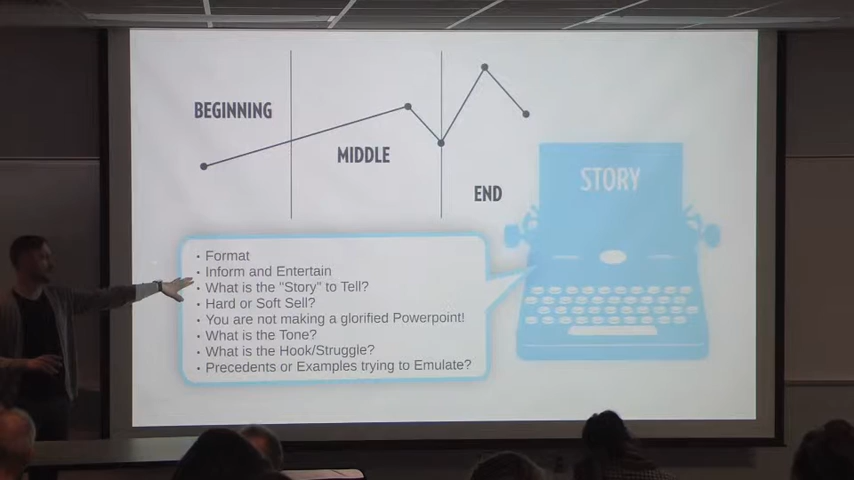 BEGINNING
MIDDLE
END
STORY
• Format
• Inform and Entertain
• What is the "Story" to Tell?
• Hard or Soft Sell?
• You are not making a glorified Powerpoint!
• What is the Tone?
• What is the Hook/Struggle?
• Precedents or Examples trying to Emulate?